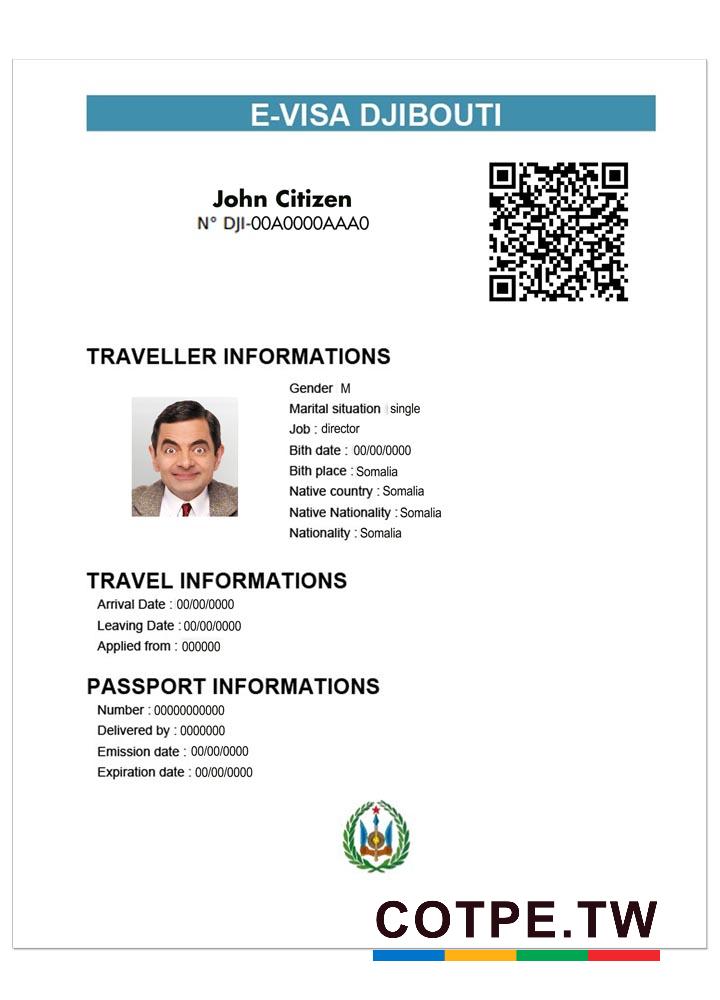 E-VISA DJIBOUTI
John Citizen
N° DJI-00A0000AAA0
TRAVELLER INFORMATIONS
Gender M
Marital situation single
Job : director
Bith date : 00/00/0000
Bith place : Somalia
Native country : Somalia
Native Nationality : Somalia
Nationality : Somalia
TRAVEL INFORMATIONS
Arrival Date : 00/00/0000
Leaving Date : 00/00/0000
Applied from : 000000
PASSPORT INFORMATIONS
Number : 00000000000
Delivered by : 0000000
Emission date : 00/00/0000
Expiration date : 00/00/0000
COTPE.TW